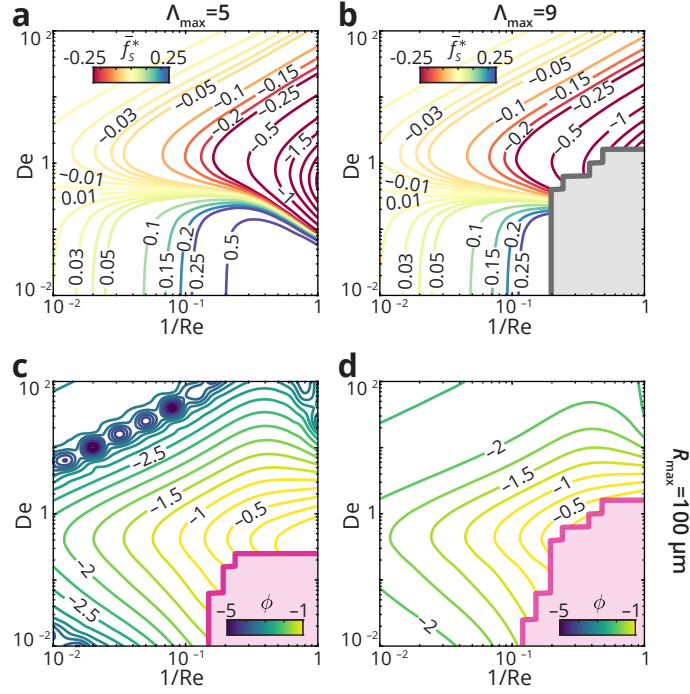 a
Λmax=5
b
Λmax=9
10²
1
10⁻²
De
-0.25 f̄s* 0.25
−0.03
−0.05
−0.1
−0.15
−0.25
−0.2
−0.5
−1.5
−1
−0.01
0.01
0.03
0.05
0.1
0.15
0.2
0.25
0.5
10⁻² 10⁻¹ 1
1/Re
10²
1
10⁻²
De
-0.25 f̄s* 0.25
−0.03
−0.05
−0.1
−0.15
−0.25
−0.2
−0.5
−1
−0.01
0.01
0.03
0.05
0.1
0.15
0.2
0.25
10⁻² 10⁻¹ 1
1/Re
c
d
10²
1
10⁻²
De
−2.5
−1.5
−1
−0.5
−2
−2.5
−5 ϕ −1
10⁻² 10⁻¹ 1
1/Re
10²
1
10⁻²
De
−2
−1.5
−1
−0.5
−2
−5 ϕ −1
10⁻² 10⁻¹ 1
1/Re
Rmax=100 μm